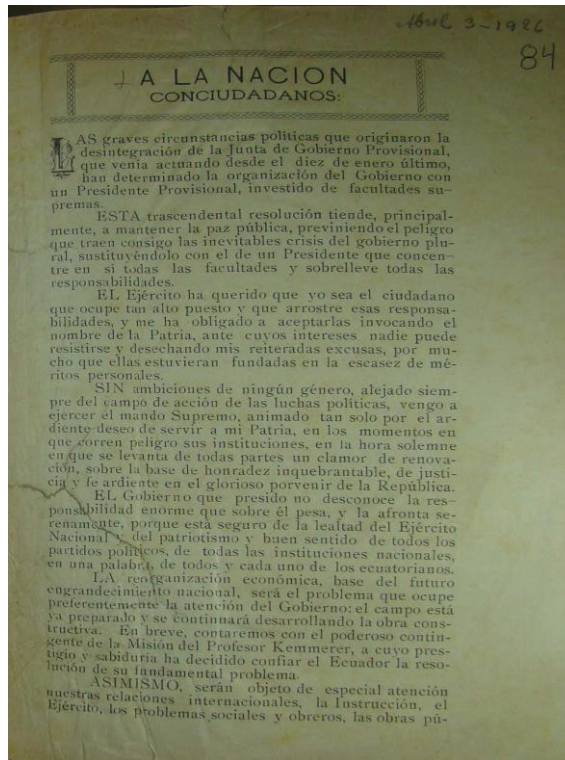 Abril 3-1926
84
A LA NACION
CONCIUDADANOS:
LAS graves circunstancias políticas que originaron la
desintegración de la Junta de Gobierno Provisional,
que venía actuando desde el diez de enero último,
han determinado la organización del Gobierno con
un Presidente Provisional, investido de facultades su-
premas.
ESTA trascendental resolución tiende, principal-
mente, a mantener la paz pública, previniendo el peligro
que traen consigo las inevitables crisis del gobierno plu-
ral, sustituyéndolo con el de un Presidente que concen-
tre en sí todas las facultades y sobrelleve todas las
responsabilidades.
EL Ejército ha querido que yo sea el ciudadano
que ocupe tan alto puesto y que arrostre esas responsa-
bilidades, y me ha obligado a aceptarlas invocando el
nombre de la Patria, ante cuyos intereses nadie puede
resistirse y desechando mis reiteradas excusas, por mu-
cho que ellas estuvieran fundadas en la escasez de mé-
ritos personales.
SIN ambiciones de ningún género, alejado siem-
pre del campo de acción de las luchas políticas, vengo a
ejercer el mando Supremo, animado tan solo por el ar-
diente deseo de servir a mi Patria, en los momentos en
que corren peligro sus instituciones, en la hora solemne
en que se levanta de todas partes un clamor de renova-
ción, sobre la base de honradez inquebrantable, de justi-
cia y fe ardiente en el glorioso porvenir de la República.
EL Gobierno que presido no desconoce la res-
ponsabilidad enorme que sobre él pesa, y la afronta se-
renamente, porque está seguro de la lealtad del Ejército
Nacional y del patriotismo y buen sentido de todos los
partidos políticos, de todas las instituciones nacionales,
en una palabra, de todos y cada uno de los ecuatorianos.
LA reorganización económica, base del futuro
engrandecimiento nacional, será el problema que ocupe
preferentemente la atención del Gobierno: el campo está
ya preparado y se continuará desarrollando la obra cons-
tructiva. En breve, contaremos con el poderoso contin-
gente de la Misión del Profesor Kemmerer, a cuyo pres-
tigio y sabiduría ha decidido confiar el Ecuador la reso-
lución de su fundamental problema.
ASIMISMO, serán objeto de especial atención
nuestras relaciones internacionales, la Instrucción, el
Ejército, los problemas sociales y obreros, las obras pú-